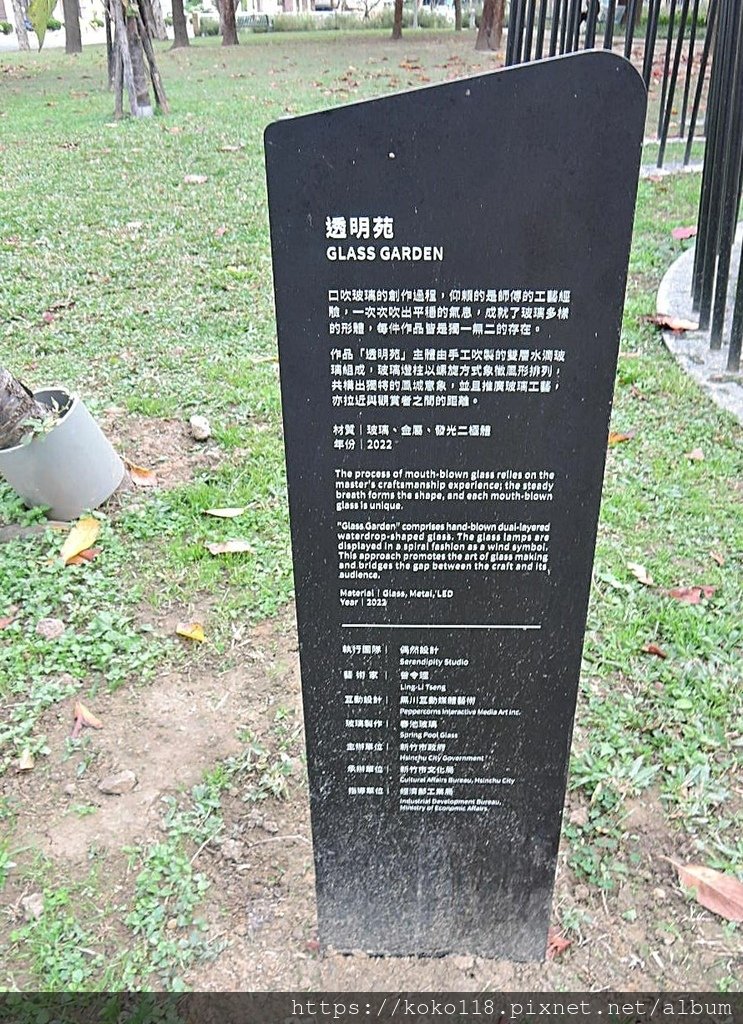 透明苑
GLASS GARDEN
口吹玻璃的創作過程，仰賴的是師傅的工藝經
驗，一次次吹出平穩的氣息，成就了玻璃多樣
的形體，每件作品皆是獨一無二的存在。
作品「透明苑」主體由手工吹製的雙層水滴玻
璃組成，玻璃燈柱以螺旋方式象徵風形排列，
共構出獨特的風城意象，並且推廣玻璃工藝，
亦拉近與觀賞者之間的距離。
材質｜玻璃、金屬、發光二極體
年份｜2022
The process of mouth-blown glass relies on the
master's craftsmanship experience; the steady
breath forms the shape, and each mouth-blown
glass is unique.
"Glass Garden" comprises hand-blown dual-layered
waterdrop-shaped glass. The glass lamps are
displayed in a spiral fashion as a wind symbol.
This approach promotes the art of glass making
and bridges the gap between the craft and its
audience.
Material | Glass, Metal, LED
Year | 2022
執行團隊｜偶然設計
Serendipity Studio
藝術家｜曾令理
Ling-Li Tseng
互動設計｜黑川互動媒體藝術
Peppercorns Interactive Media Art Inc.
玻璃製作｜春池玻璃
Spring Pool Glass
主辦單位｜新竹市政府
Hsinchu City Government
承辦單位｜新竹市文化局
Cultural Affairs Bureau, Hsinchu City
指導單位｜經濟部工業局
Industrial Development Bureau,
Ministry of Economic Affairs.
https://koko118.pixnet.net/album